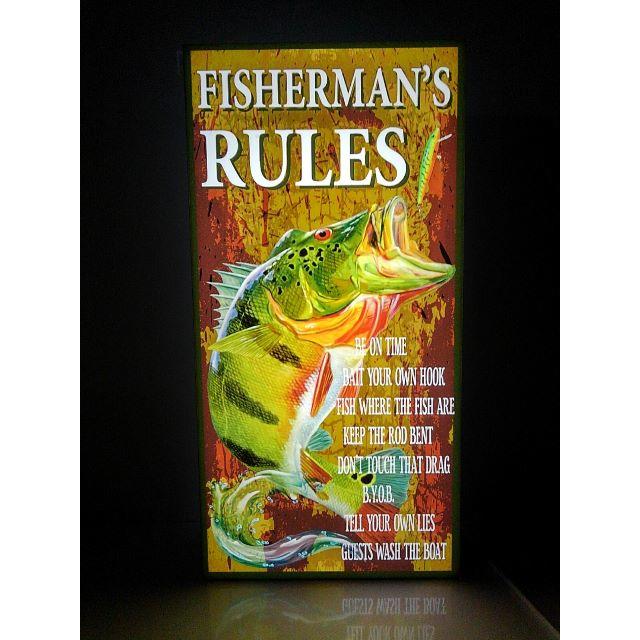 FISHERMAN'S
RULES
BE ON TIME
BAIT YOUR OWN HOOK
FISH WHERE THE FISH ARE
KEEP THE ROD BENT
DON'T TOUCH THAT DRAG
B.Y.O.B.
TELL YOUR OWN LIES
GUESTS WASH THE BOAT